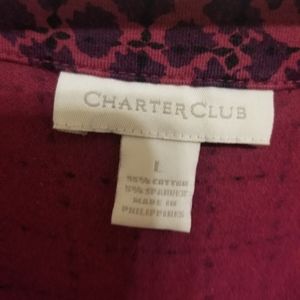 CHARTER CLUB
L
95% COTTON
5% SPANDEX
MADE IN
PHILIPPINES